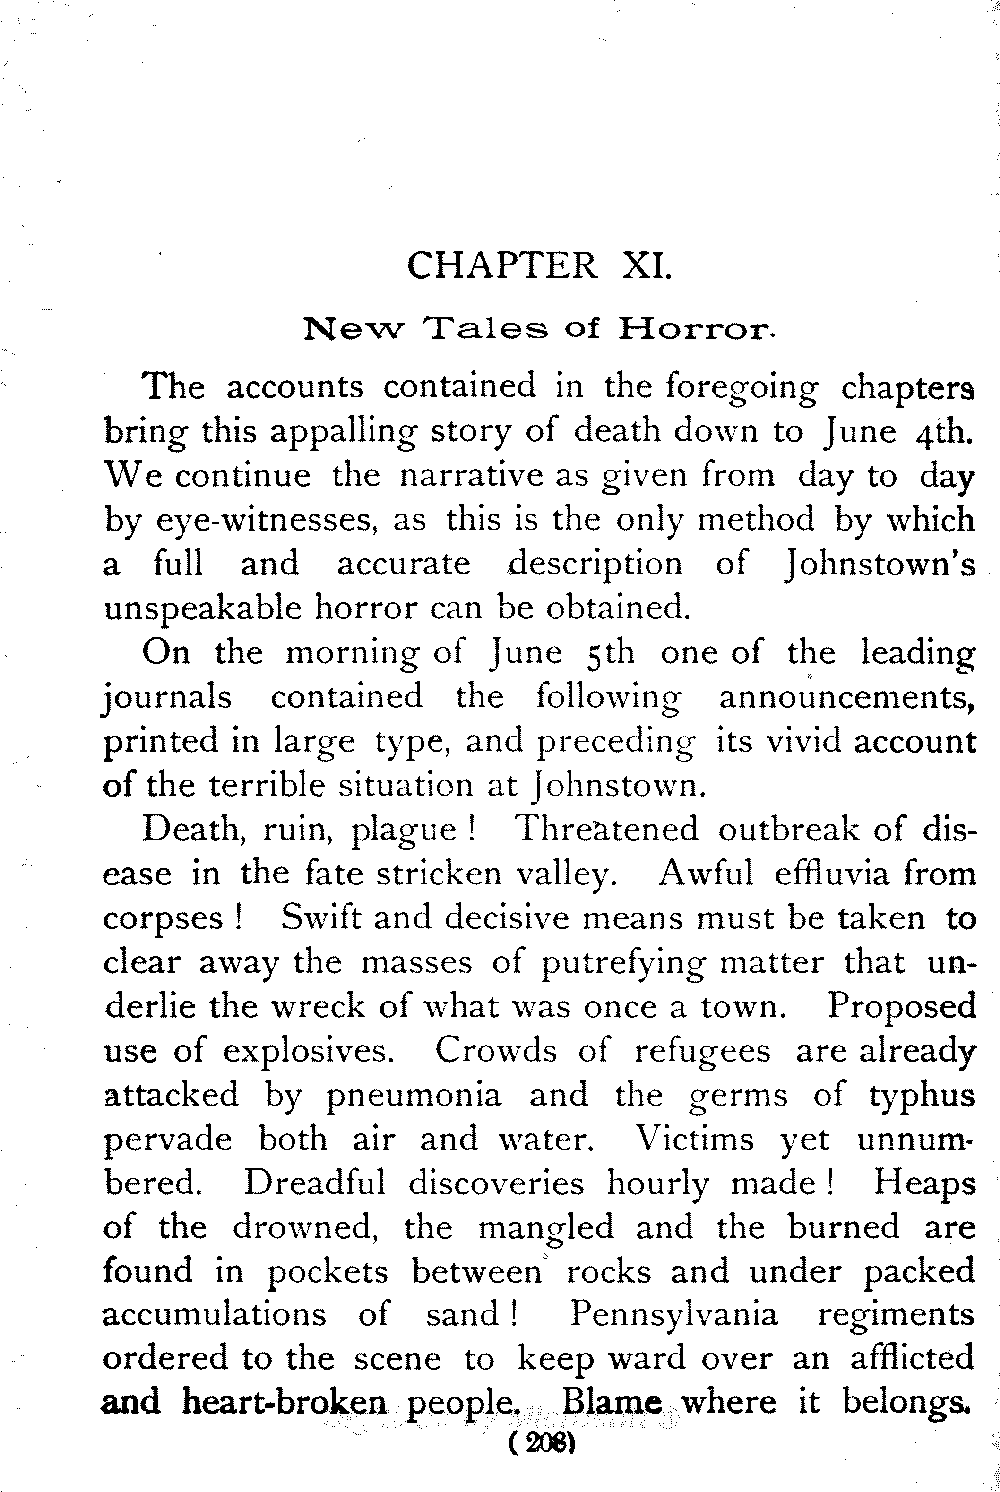 CHAPTER XI.
New Tales of Horror.
The accounts contained in the foregoing chapters
bring this appalling story of death down to June 4th.
We continue the narrative as given from day to day
by eye-witnesses, as this is the only method by which
a full and accurate description of Johnstown's
unspeakable horror can be obtained.
On the morning of June 5th one of the leading
journals contained the following announcements,
printed in large type, and preceding its vivid account
of the terrible situation at Johnstown.
Death, ruin, plague ! Threatened outbreak of dis-
ease in the fate stricken valley. Awful effluvia from
corpses ! Swift and decisive means must be taken to
clear away the masses of putrefying matter that un-
derlie the wreck of what was once a town. Proposed
use of explosives. Crowds of refugees are already
attacked by pneumonia and the germs of typhus
pervade both air and water. Victims yet unnum-
bered. Dreadful discoveries hourly made ! Heaps
of the drowned, the mangled and the burned are
found in pockets between rocks and under packed
accumulations of sand ! Pennsylvania regiments
ordered to the scene to keep ward over an afflicted
and heart-broken people. Blame where it belongs.
(206)